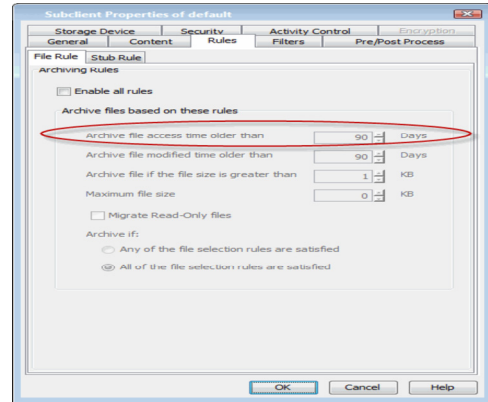 Subclient Properties of default
Storage Device Security Activity Control Encryption
General Content Rules Filters Pre/Post Process
File Rule Stub Rule
Archiving Rules
Enable all rules
Archive files based on these rules
Archive file access time older than 90 Days
Archive file modified time older than 90 Days
Archive if the file size is greater than 1 KB
Maximum file size 0 KB
Migrate Read-Only files
Archive if:
Any of the file selection rules are satisfied
All of the file selection rules are satisfied
OK Cancel Help